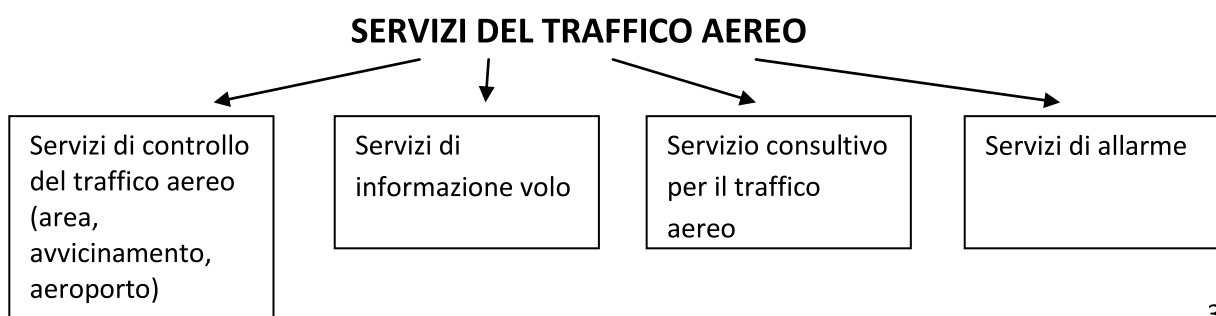 SERVIZI DEL TRAFFICO AEREO
Servizi di controllo
del traffico aereo
(area,
avvicinamento,
aeroporto)
Servizi di
informazione volo
Servizio consultivo
per il traffico
aereo
Servizi di allarme